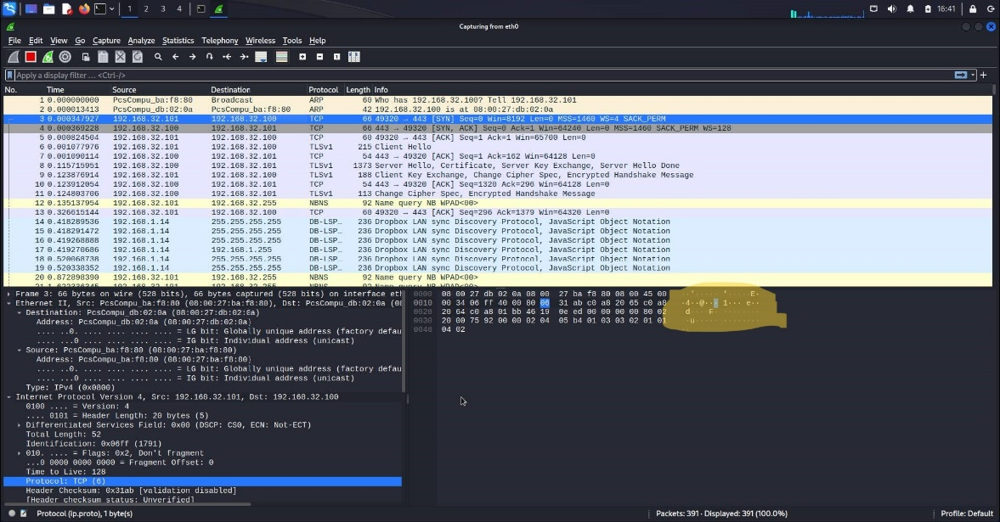 1 2 3 4 16:41
Capturing from eth0
File Edit View Go Capture Analyze Statistics Telephony Wireless Tools Help
Apply a display filter ... <Ctrl-/>
No. Time Source Destination Protocol Length Info
1 0.000000000 PcsCompu_ba:f8:80 Broadcast ARP 60 Who has 192.168.32.100? Tell 192.168.32.101
2 0.000013413 PcsCompu_db:02:0a PcsCompu_ba:f8:80 ARP 42 192.168.32.100 is at 08:00:27:db:02:0a
3 0.000347927 192.168.32.101 192.168.32.100 TCP 66 49320 → 443 [SYN] Seq=0 Win=8192 Len=0 MSS=1460 WS=4 SACK_PERM
4 0.000369228 192.168.32.100 192.168.32.101 TCP 66 443 → 49320 [SYN, ACK] Seq=0 Ack=1 Win=64240 Len=0 MSS=1460 SACK_PERM WS=128
5 0.000824504 192.168.32.101 192.168.32.100 TCP 60 49320 → 443 [ACK] Seq=1 Ack=1 Win=65700 Len=0
6 0.001077976 192.168.32.101 192.168.32.100 TLSv1 215 Client Hello
7 0.001090114 192.168.32.100 192.168.32.101 TCP 54 443 → 49320 [ACK] Seq=1 Ack=162 Win=64128 Len=0
8 0.115715951 192.168.32.100 192.168.32.101 TLSv1 1373 Server Hello, Certificate, Server Key Exchange, Server Hello Done
9 0.123876914 192.168.32.101 192.168.32.100 TLSv1 188 Client Key Exchange, Change Cipher Spec, Encrypted Handshake Message
10 0.123912054 192.168.32.100 192.168.32.101 TCP 54 443 → 49320 [ACK] Seq=1320 Ack=296 Win=64128 Len=0
11 0.124803706 192.168.32.100 192.168.32.101 TLSv1 113 Change Cipher Spec, Encrypted Handshake Message
12 0.135137954 192.168.32.101 192.168.32.255 NBNS 92 Name query NB WPAD<00>
13 0.326615144 192.168.32.101 192.168.32.100 TCP 60 49320 → 443 [ACK] Seq=296 Ack=1379 Win=64320 Len=0
14 0.418289536 192.168.1.14 255.255.255.255 DB-LSP… 236 Dropbox LAN sync Discovery Protocol, JavaScript Object Notation
15 0.418291472 192.168.1.14 255.255.255.255 DB-LSP… 236 Dropbox LAN sync Discovery Protocol, JavaScript Object Notation
16 0.419268888 192.168.1.14 255.255.255.255 DB-LSP… 236 Dropbox LAN sync Discovery Protocol, JavaScript Object Notation
17 0.419270686 192.168.1.14 192.168.1.255 DB-LSP… 236 Dropbox LAN sync Discovery Protocol, JavaScript Object Notation
18 0.520068738 192.168.1.14 255.255.255.255 DB-LSP… 236 Dropbox LAN sync Discovery Protocol, JavaScript Object Notation
19 0.520338352 192.168.1.14 255.255.255.255 DB-LSP… 236 Dropbox LAN sync Discovery Protocol, JavaScript Object Notation
20 0.872898390 192.168.32.101 192.168.32.255 NBNS 92 Name query NB WPAD<00>
Frame 3: 66 bytes on wire (528 bits), 66 bytes captured (528 bits) on interface et
Ethernet II, Src: PcsCompu_ba:f8:80 (08:00:27:ba:f8:80), Dst: PcsCompu_db:02:0a (0
Destination: PcsCompu_db:02:0a (08:00:27:db:02:0a)
Address: PcsCompu_db:02:0a (08:00:27:db:02:0a)
.... ..0. .... .... .... .... = LG bit: Globally unique address (factory defau
.... ...0 .... .... .... .... = IG bit: Individual address (unicast)
Source: PcsCompu_ba:f8:80 (08:00:27:ba:f8:80)
Address: PcsCompu_ba:f8:80 (08:00:27:ba:f8:80)
.... ..0. .... .... .... .... = LG bit: Globally unique address (factory defau
.... ...0 .... .... .... .... = IG bit: Individual address (unicast)
Type: IPv4 (0x0800)
Internet Protocol Version 4, Src: 192.168.32.101, Dst: 192.168.32.100
0100 .... = Version: 4
.... 0101 = Header Length: 20 bytes (5)
Differentiated Services Field: 0x00 (DSCP: CS0, ECN: Not-ECT)
Total Length: 52
Identification: 0x06ff (1791)
010. .... = Flags: 0x2, Don't fragment
...0 0000 0000 0000 = Fragment Offset: 0
Time to Live: 128
Protocol: TCP (6)
Header Checksum: 0x31ab [validation disabled]
[Header checksum status: Unverified]
0000 08 00 27 db 02 0a 08 00 27 ba f8 80 08 00 45 00
0010 00 34 06 ff 40 00 80 06 31 ab c0 a8 20 65 c0 a8
0020 20 64 c0 a8 01 bb 46 19 0e ed 00 00 00 00 80 02
0030 20 00 75 92 00 00 02 04 05 b4 01 03 03 02 01 01
0040 04 02
Protocol (ip.proto), 1 byte(s) Packets: 391 · Displayed: 391 (100.0%) Profile: Default